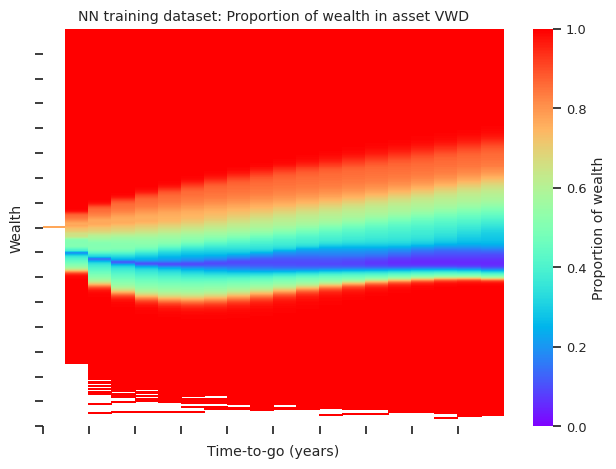 NN training dataset: Proportion of wealth in asset VWD
Wealth
Time-to-go (years)
1.0
0.8
0.6
0.4
0.2
0.0
Proportion of wealth